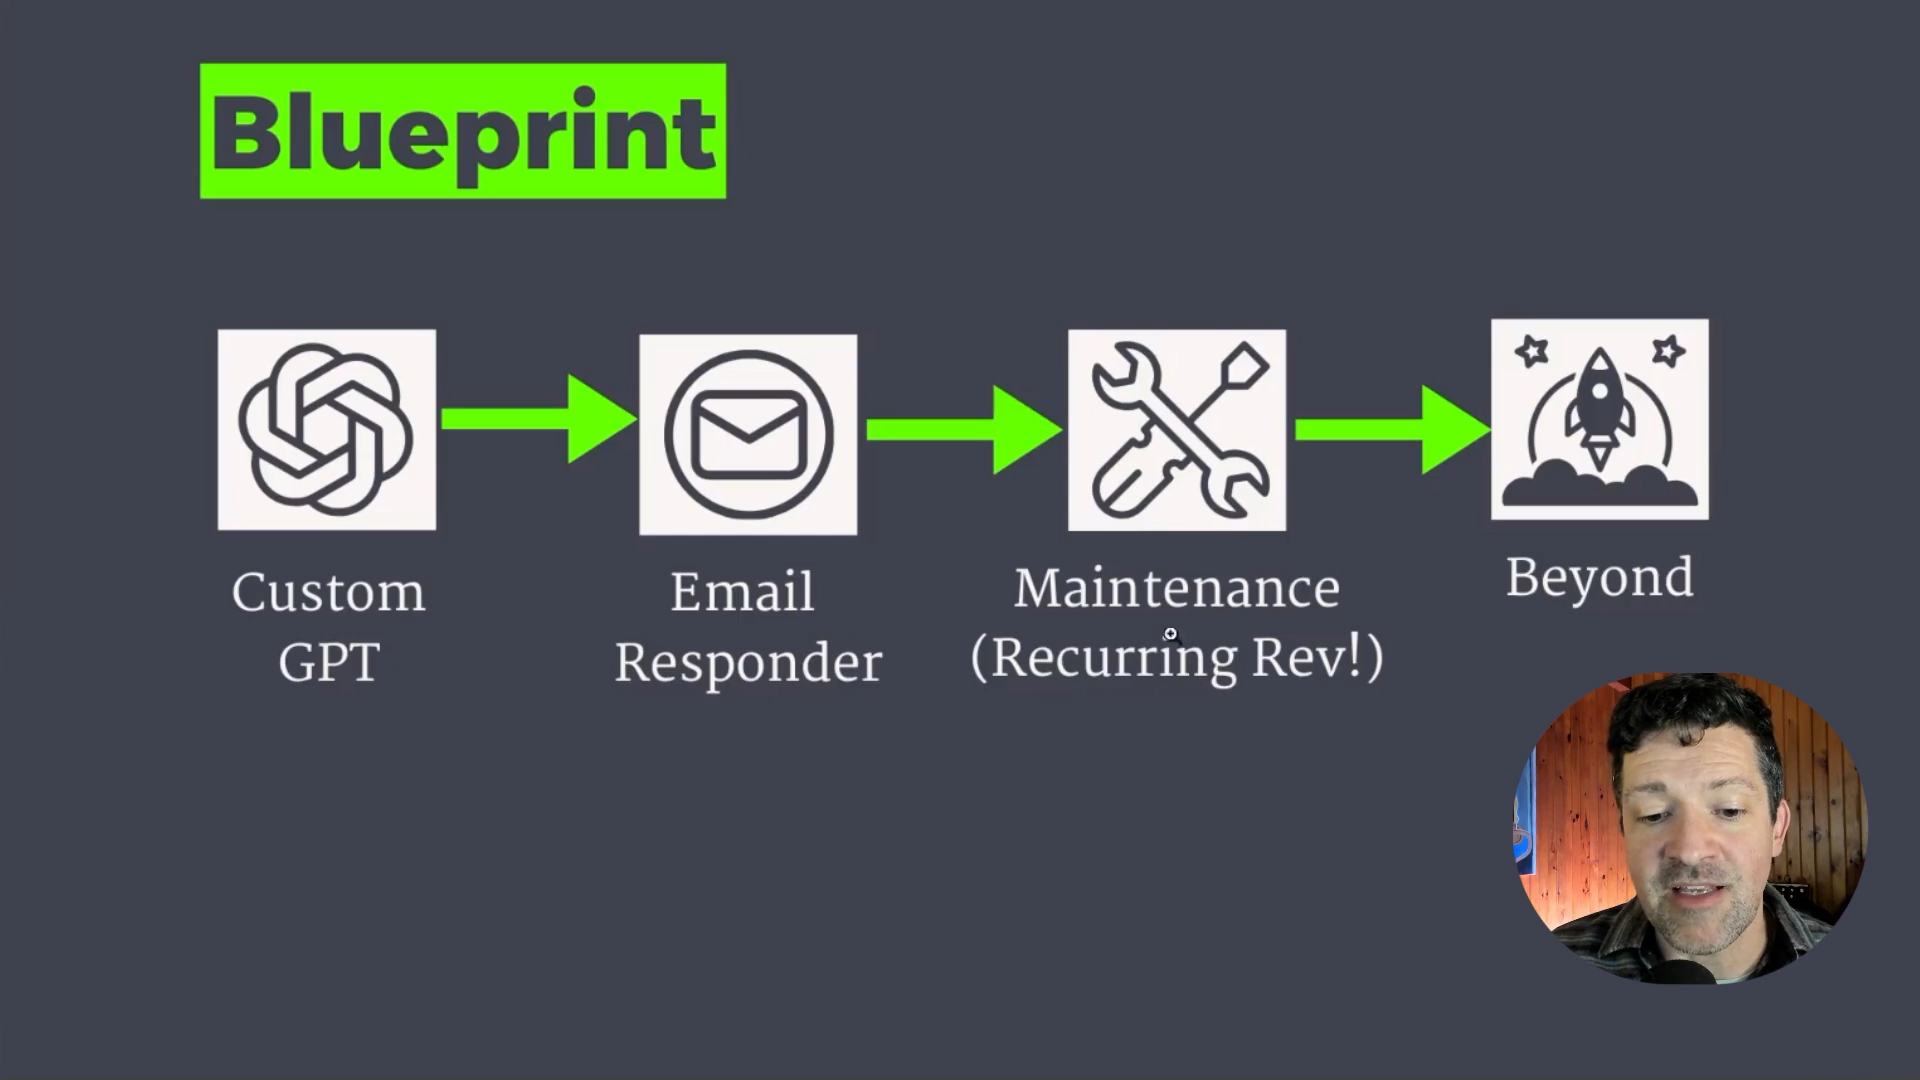 Blueprint
Custom
GPT
Email
Responder
Maintenance
(Recurring Rev!)
Beyond